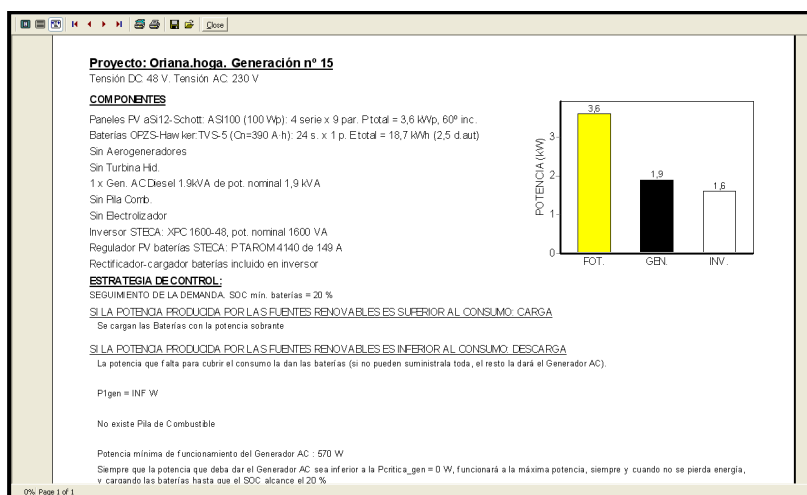 Close
Proyecto: Oriana.hoga. Generación nº 15
Tensión DC: 48 V. Tensión AC: 230 V
COMPONENTES
Paneles PV aSi12-Schott: ASI100 (100 Wp): 4 serie x 9 par. P total = 3,6 kWp, 60º inc.
Baterías OPZS-Hawker:TVS-5 (Cn=390 A·h): 24 s. x 1 p. E total = 18,7 kWh (2,5 d.aut)
Sin Aerogeneradores
Sin Turbina Hid.
1 x Gen. AC Diesel 1.9kVA de pot. nominal 1,9 kVA
Sin Pila Comb.
Sin Electrolizador
Inversor STECA: XPC 1600-48, pot. nominal 1600 VA
Regulador PV baterías STECA: PTAROM 4140 de 149 A
Rectificador-cargador baterías incluido en inversor
POTENCIA (kW)
3
2
1
0
3,6
1,9
1,6
FOT.
GEN.
INV.
ESTRATEGIA DE CONTROL:
SEGUIMIENTO DE LA DEMANDA. SOC mín. baterías = 20 %
SI LA POTENCIA PRODUCIDA POR LAS FUENTES RENOVABLES ES SUPERIOR AL CONSUMO: CARGA
Se cargan las Baterías con la potencia sobrante
SI LA POTENCIA PRODUCIDA POR LAS FUENTES RENOVABLES ES INFERIOR AL CONSUMO: DESCARGA
La potencia que falta para cubrir el consumo la dan las baterías (si no pueden suministrala toda, el resto la dará el Generador AC).
P1gen = INF W
No existe Pila de Combustible
Potencia mínima de funcionamiento del Generador AC : 570 W
Siempre que la potencia que deba dar el Generador AC sea inferior a la Pcritica_gen = 0 W, funcionará a la máxima potencia, siempre y cuando no se pierda energía,
y cargando las baterías hasta que el SOC alcance el 20 %
0% Page 1 of 1